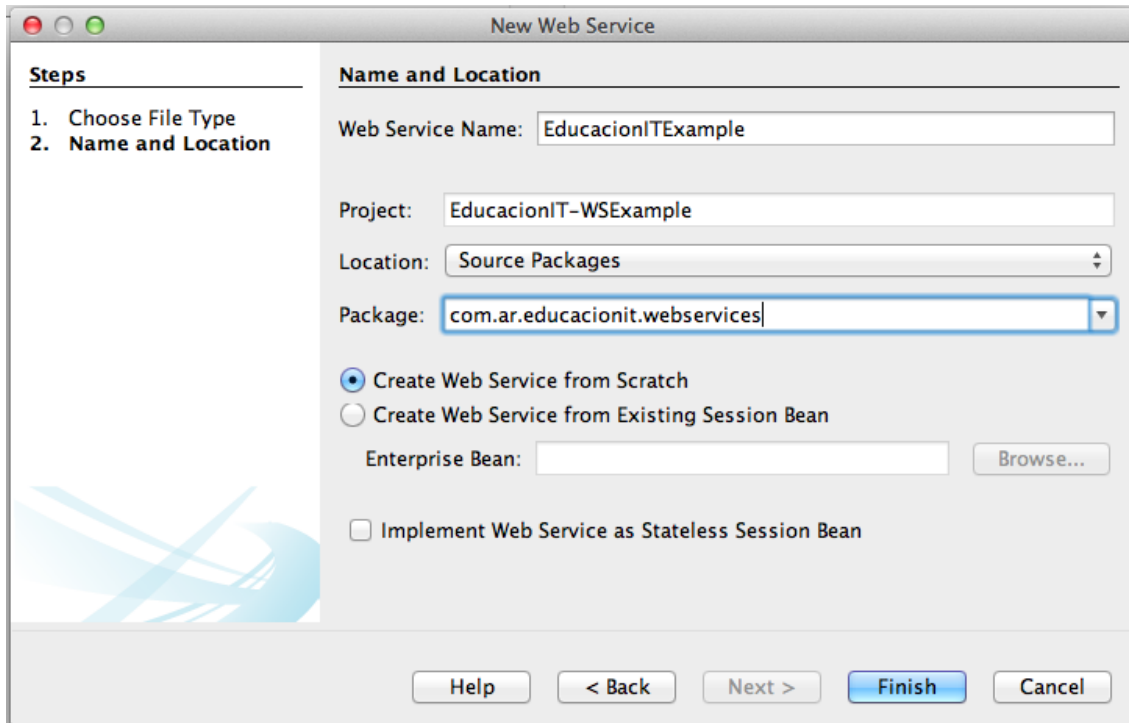 New Web Service
Steps
1. Choose File Type
2. Name and Location
Name and Location
Web Service Name: EducacionITExample
Project: EducacionIT-WSExample
Location: Source Packages
Package: com.ar.educacionit.webservices
Create Web Service from Scratch
Create Web Service from Existing Session Bean
Enterprise Bean: Browse...
Implement Web Service as Stateless Session Bean
Help < Back Next > Finish Cancel